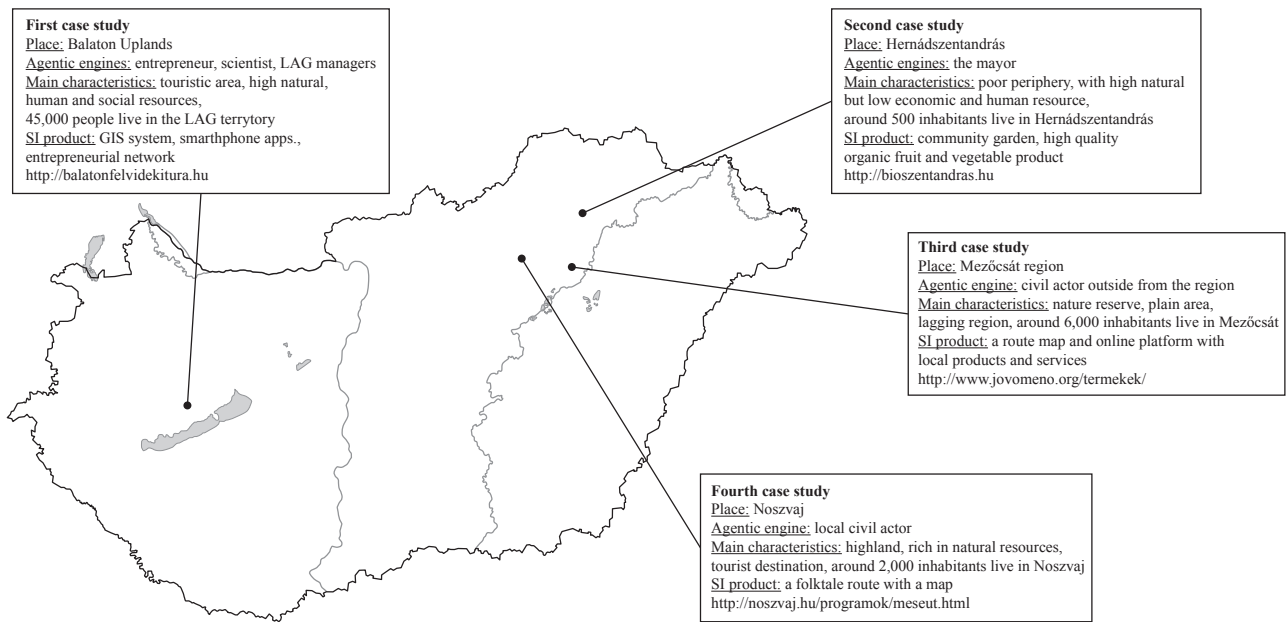 First case study
Place: Balaton Uplands
Agentic engines: entrepreneur, scientist, LAG managers
Main characteristics: touristic area, high natural,
human and social resources,
45,000 people live in the LAG terrytory
SI product: GIS system, smarthphone apps.,
entrepreneurial network
http://balatonfelvidekitura.hu
Second case study
Place: Hernádszentandrás
Agentic engines: the mayor
Main characteristics: poor periphery, with high natural
but low economic and human resource,
around 500 inhabitants live in Hernádszentandrás
SI product: community garden, high quality
organic fruit and vegetable product
http://bioszentandras.hu
Third case study
Place: Mezőcsát region
Agentic engine: civil actor outside from the region
Main characteristics: nature reserve, plain area,
lagging region, around 6,000 inhabitants live in Mezőcsát
SI product: a route map and online platform with
local products and services
http://www.jovomeno.org/termekek/
Fourth case study
Place: Noszvaj
Agentic engine: local civil actor
Main characteristics: highland, rich in natural resources,
tourist destination, around 2,000 inhabitants live in Noszvaj
SI product: a folktale route with a map
http://noszvaj.hu/programok/meseut.html